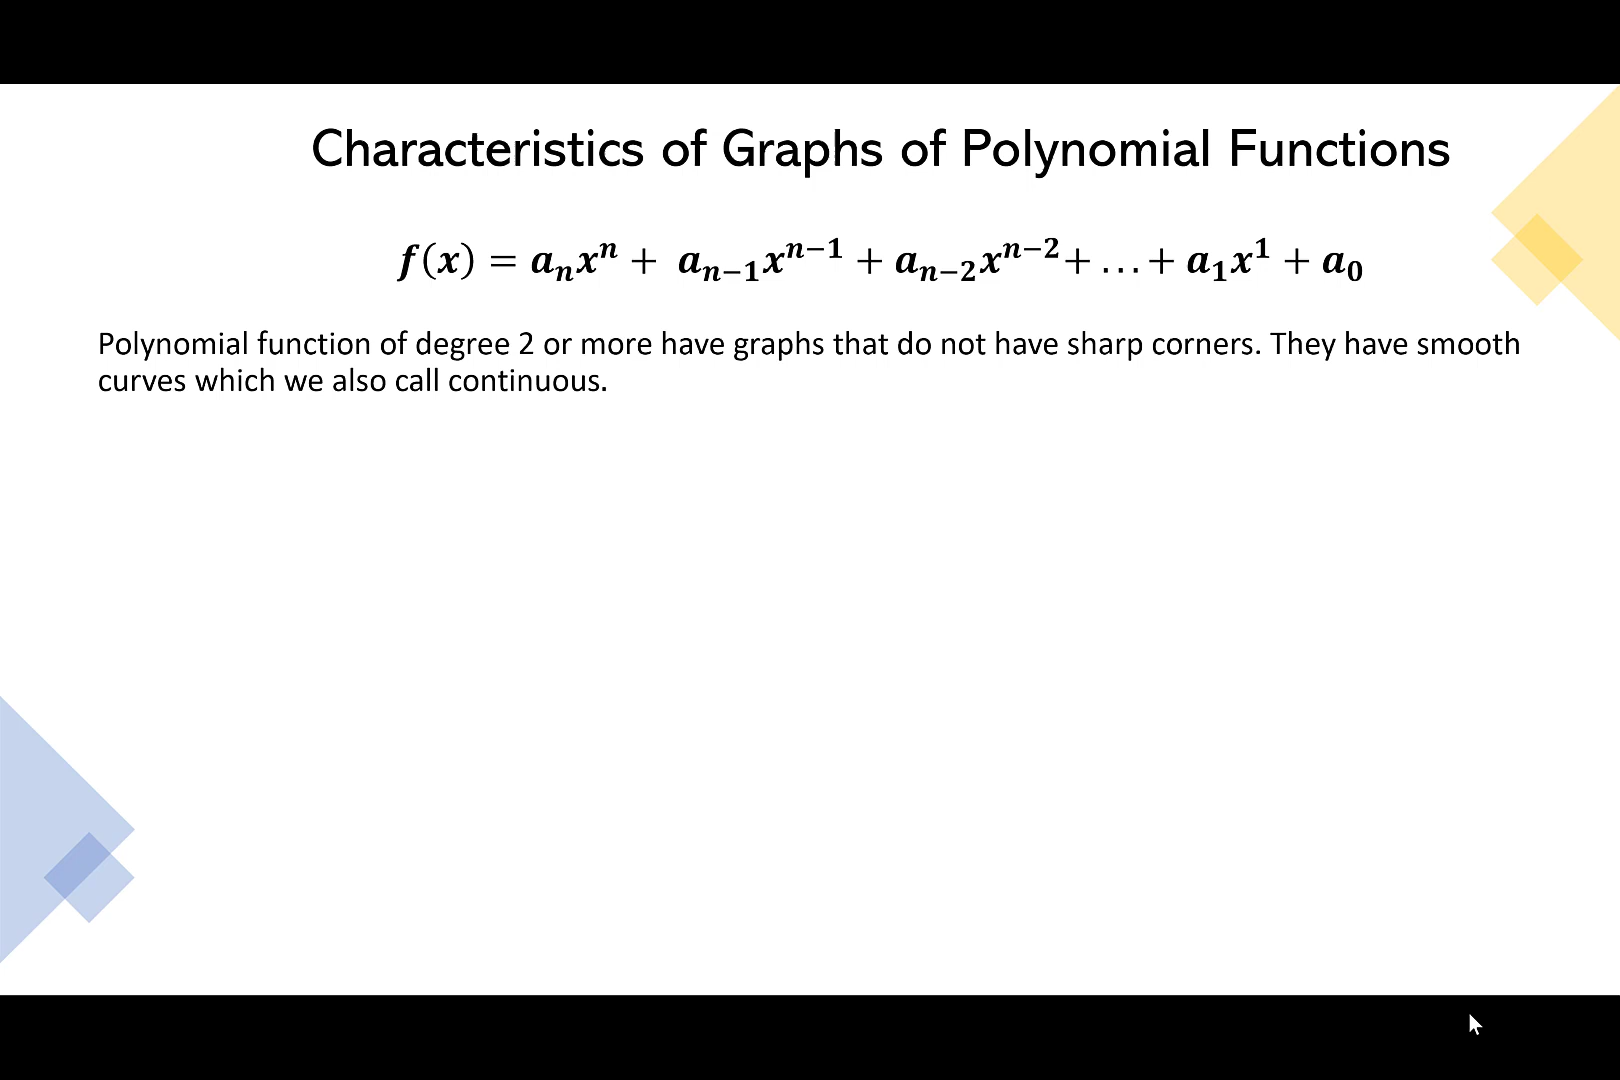 Characteristics of Graphs of Polynomial Functions
f(x) = aₙxⁿ + aₙ₋₁xⁿ⁻¹ + aₙ₋₂xⁿ⁻²+ …+ a₁x¹ + a₀
Polynomial function of degree 2 or more have graphs that do not have sharp corners. They have smooth
curves which we also call continuous.